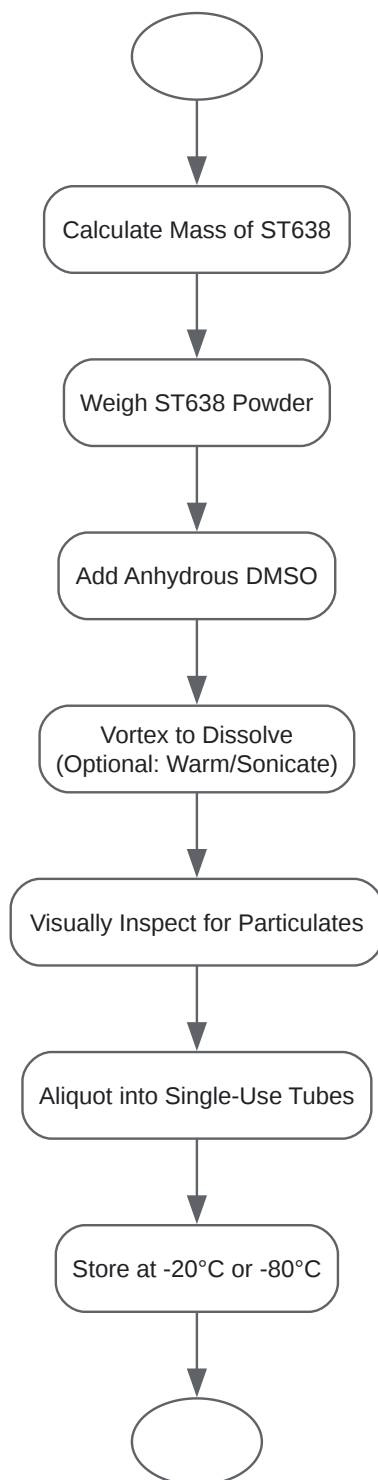 Calculate Mass of ST638
Weigh ST638 Powder
Add Anhydrous DMSO
Vortex to Dissolve
(Optional: Warm/Sonicate)
Visually Inspect for Particulates
Aliquot into Single-Use Tubes
Store at -20°C or -80°C